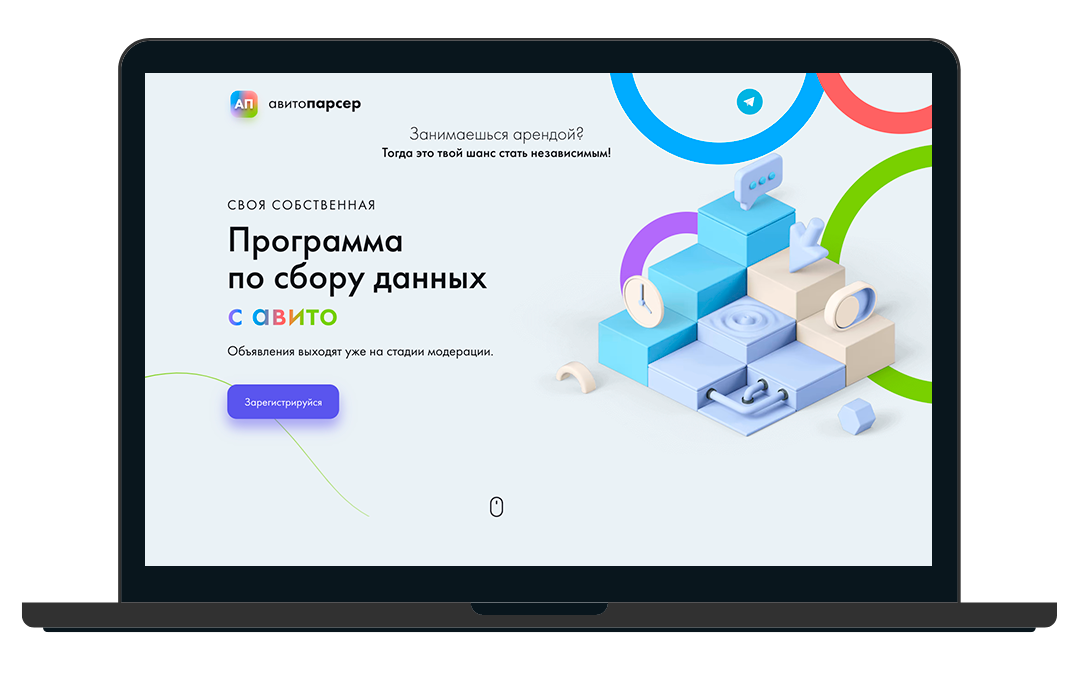 АП авитопарсер
Занимаешься арендой?
Тогда это твой шанс стать независимым!
СВОЯ СОБСТВЕННАЯ
Программа
по сбору данных
с авито
Объявления выходят уже на стадии модерации.
Зарегистрируйся